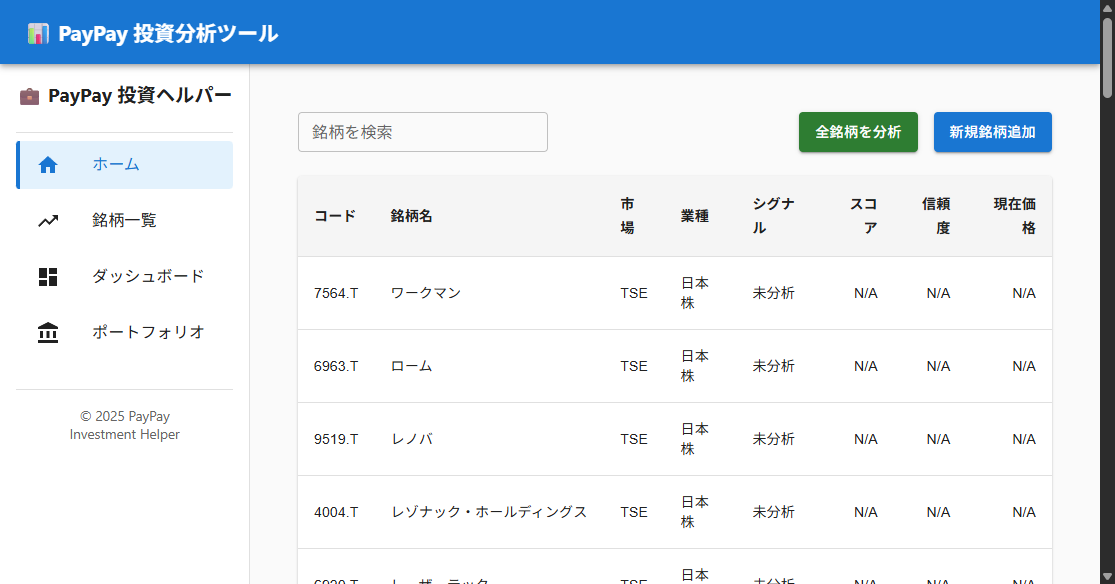 PayPay 投資分析ツール
PayPay 投資ヘルパー
ホーム
銘柄一覧
ダッシュボード
ポートフォリオ
© 2025 PayPay
Investment Helper
銘柄を検索
全銘柄を分析
新規銘柄追加
コード 銘柄名 市場 業種 シグナル スコア 信頼度 現在価格
7564.T ワークマン TSE 日本株 未分析 N/A N/A N/A
6963.T ローム TSE 日本株 未分析 N/A N/A N/A
9519.T レノバ TSE 日本株 未分析 N/A N/A N/A
4004.T レゾナック・ホールディングス TSE 日本株 未分析 N/A N/A N/A
レーザーテック TSE 日本 未分析 N/A N/A N/A